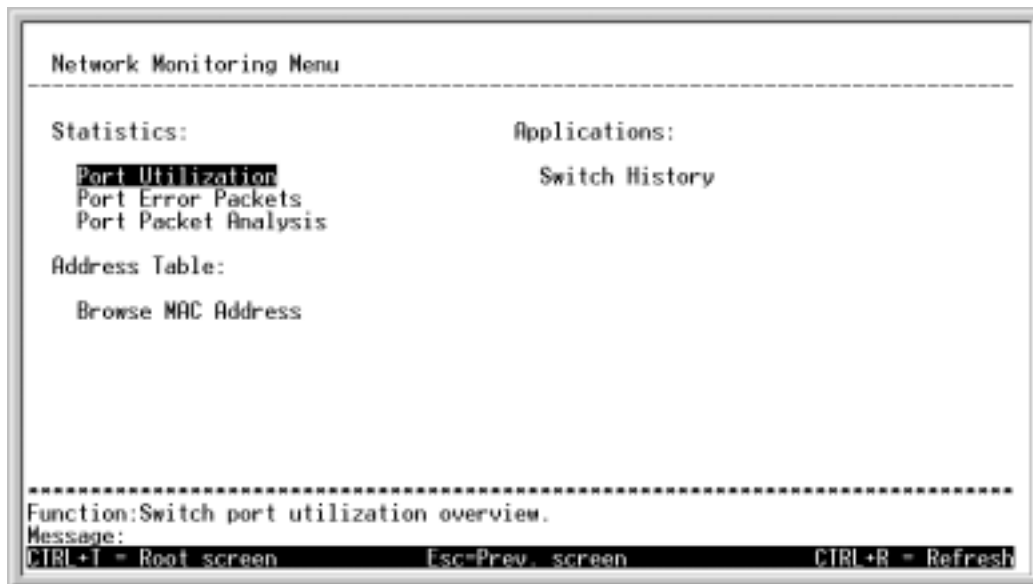 Network Monitoring Menu
Statistics:
Applications:
Port Utilization
Switch History
Port Error Packets
Port Packet Analysis
Address Table:
Browse MAC Address
Function:Switch port utilization overview.
Message:
CTRL+T = Root screen Esc=Prev. screen CTRL+R = Refresh